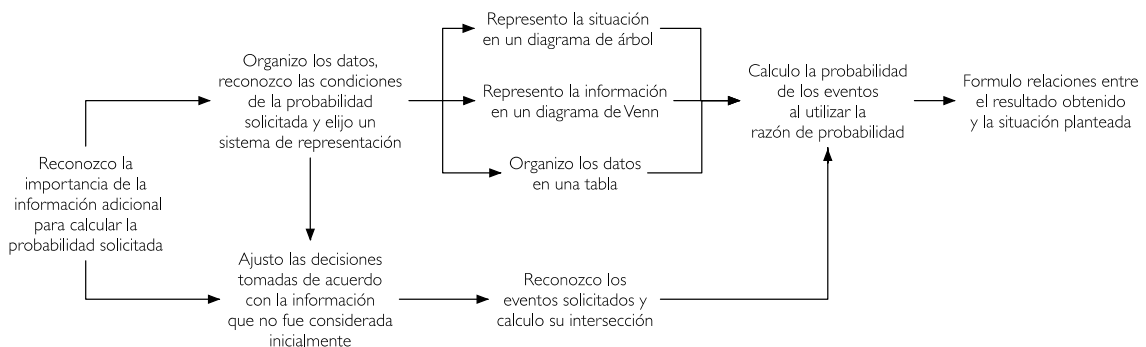 Reconozco la
importancia de la
información adicional
para calcular la
probabilidad solicitada
Organizo los datos,
reconozco las condiciones
de la probabilidad
solicitada y elijo un
sistema de representación
Represento la situación
en un diagrama de árbol
Represento la información
en un diagrama de Venn
Organizo los datos
en una tabla
Calculo la probabilidad
de los eventos
al utilizar la
razón de probabilidad
Formulo relaciones entre
el resultado obtenido
y la situación planteada
Ajusto las decisiones
tomadas de acuerdo
con la información
que no fue considerada
inicialmente
Reconozco los
eventos solicitados y
calculo su intersección